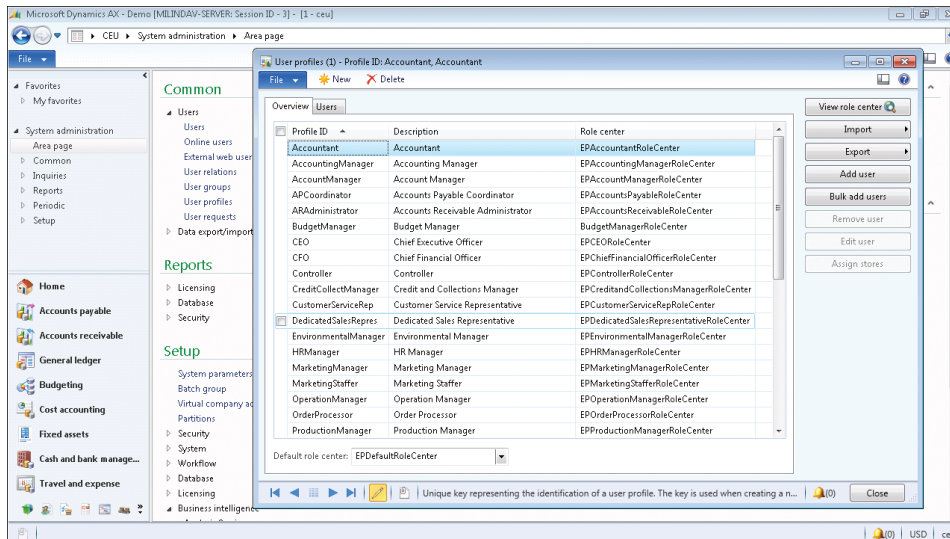 Microsoft Dynamics AX - Demo [MILINDAV-SERVER: Session ID - 3] - [1 - ceu]
CEU System administration Area page
File
Favorites
My favorites
System administration
Area page
Common
Inquiries
Reports
Periodic
Setup
Home
Accounts payable
Accounts receivable
General ledger
Budgeting
Cost accounting
Fixed assets
Cash and bank manage...
Travel and expense
Common
Users
Users
Online users
External web user
User relations
User groups
User profiles
User requests
Data export/import
Reports
Licensing
Database
Security
Setup
System parameters
Batch group
Virtual company ac
Partitions
Security
System
Workflow
Database
Licensing
Business intelligence
User profiles (1) - Profile ID: Accountant, Accountant
File New Delete
Overview Users
Profile ID Description Role center
Accountant Accountant EPAccountantRoleCenter
AccountingManager Accounting Manager EPAccountingManagerRoleCenter
AccountManager Account Manager EPAccountManagerRoleCenter
APCoordinator Accounts Payable Coordinator EPAccountsPayableRoleCenter
ARAdministrator Accounts Receivable Administrator EPAccountsReceivableRoleCenter
BudgetManager Budget Manager BudgetManagerRoleCenter
CEO Chief Executive Officer EPCEORoleCenter
CFO Chief Financial Officer EPChiefFinancialOfficerRoleCenter
Controller Controller EPControllerRoleCenter
CreditCollectManager Credit and Collections Manager EPCreditandCollectionsManagerRoleCenter
CustomerServiceRep Customer Service Representative EPCustomerServiceRepRoleCenter
DedicatedSalesRepres Dedicated Sales Representative EPDedicatedSalesRepresentativeRoleCenter
EnvironmentalManager Environmental Manager EPEnvironmentalManagerRoleCenter
HRManager HR Manager EPHRManagerRoleCenter
MarketingManager Marketing Manager EPMarketingManagerRoleCenter
MarketingStaffer Marketing Staffer EPMarketingStafferRoleCenter
OperationManager Operation Manager EPOperationManagerRoleCenter
OrderProcessor Order Processor EPOrderProcessorRoleCenter
ProductionManager Production Manager EPProductionManagerRoleCenter
Default role center: EPDefaultRoleCenter
View role center
Import
Export
Add user
Bulk add users
Remove user
Edit user
Assign stores
Unique key representing the identification of a user profile. The key is used when creating a n... (0) Close
(0) USD ce